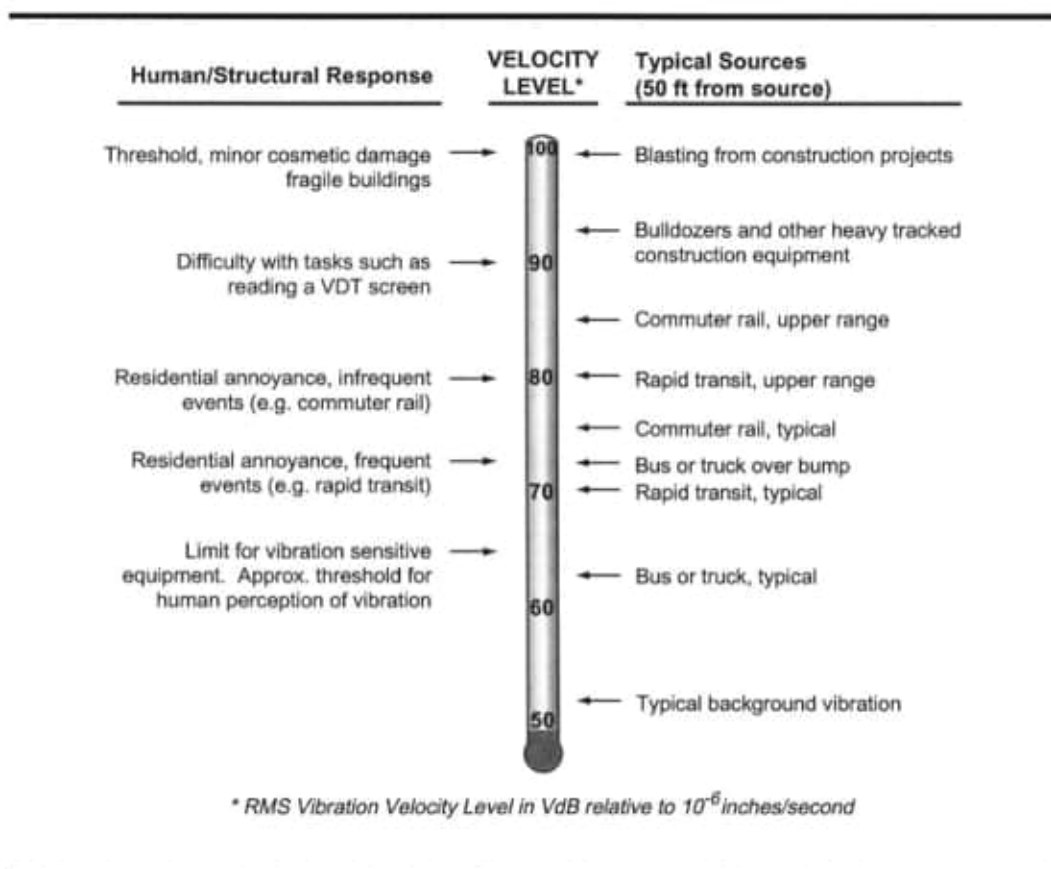 Human/Structural Response
VELOCITY
LEVEL*
Typical Sources
(50 ft from source)
Threshold, minor cosmetic damage
fragile buildings
100
Blasting from construction projects
Bulldozers and other heavy tracked
construction equipment
Difficulty with tasks such as
reading a VDT screen
90
Commuter rail, upper range
Residential annoyance, infrequent
events (e.g. commuter rail)
80
Rapid transit, upper range
Commuter rail, typical
Residential annoyance, frequent
events (e.g. rapid transit)
Bus or truck over bump
70
Rapid transit, typical
Limit for vibration sensitive
equipment. Approx. threshold for
human perception of vibration
Bus or truck, typical
60
Typical background vibration
50
* RMS Vibration Velocity Level in VdB relative to 10⁻⁶ inches/second